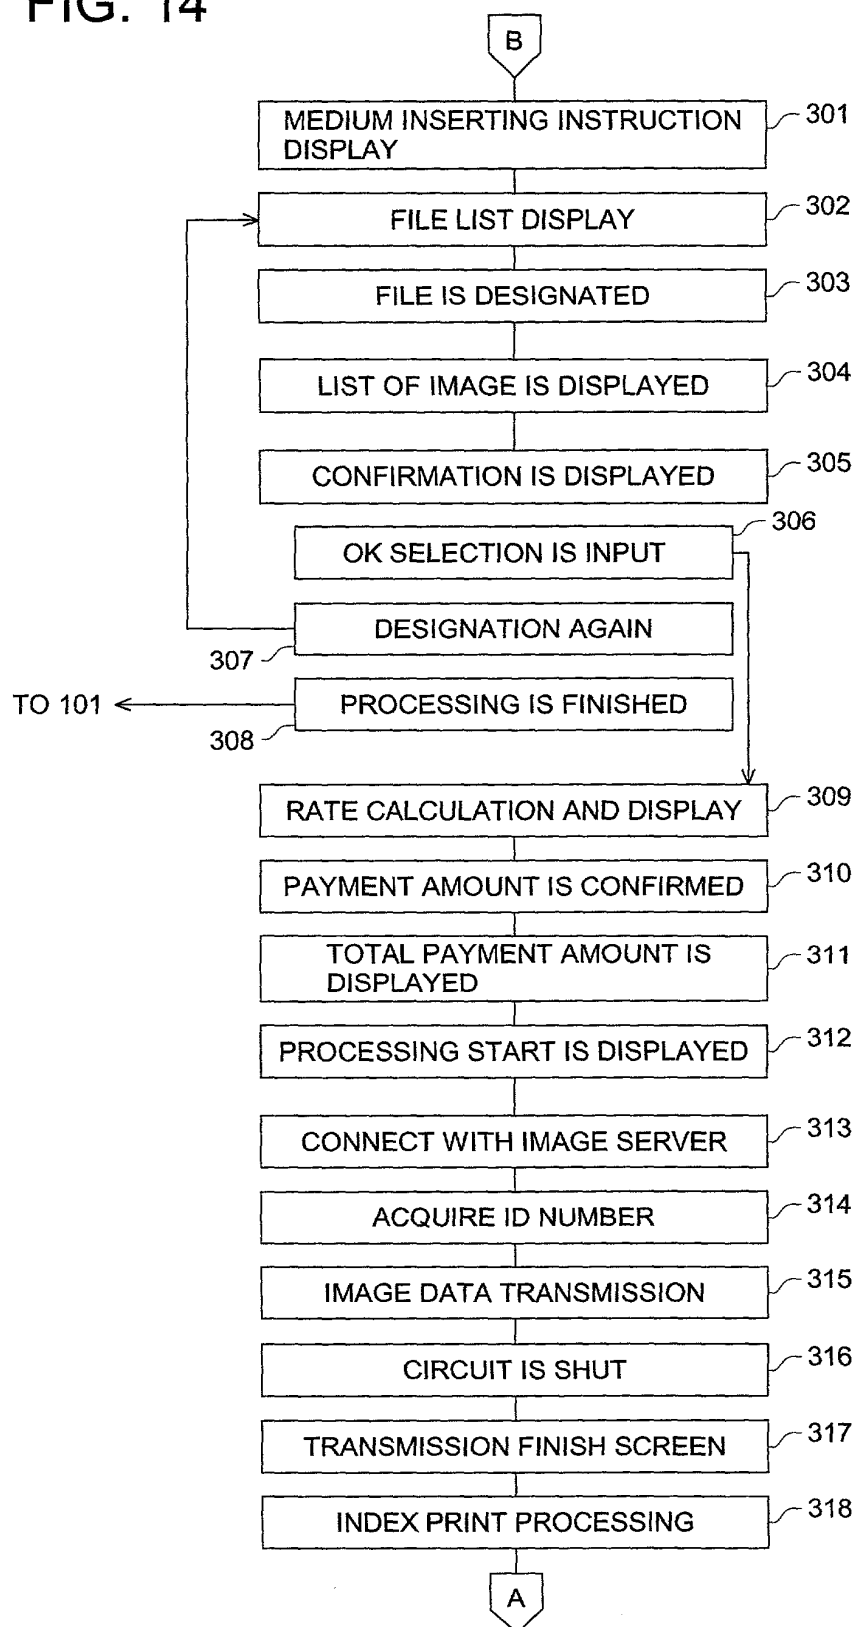 FIG. 14
B
MEDIUM INSERTING INSTRUCTION
DISPLAY
301
FILE LIST DISPLAY
302
FILE IS DESIGNATED
303
LIST OF IMAGE IS DISPLAYED
304
CONFIRMATION IS DISPLAYED
305
OK SELECTION IS INPUT
306
DESIGNATION AGAIN
307
TO 101
PROCESSING IS FINISHED
308
RATE CALCULATION AND DISPLAY
309
PAYMENT AMOUNT IS CONFIRMED
310
TOTAL PAYMENT AMOUNT IS
DISPLAYED
311
PROCESSING START IS DISPLAYED
312
CONNECT WITH IMAGE SERVER
313
ACQUIRE ID NUMBER
314
IMAGE DATA TRANSMISSION
315
CIRCUIT IS SHUT
316
TRANSMISSION FINISH SCREEN
317
INDEX PRINT PROCESSING
318
A